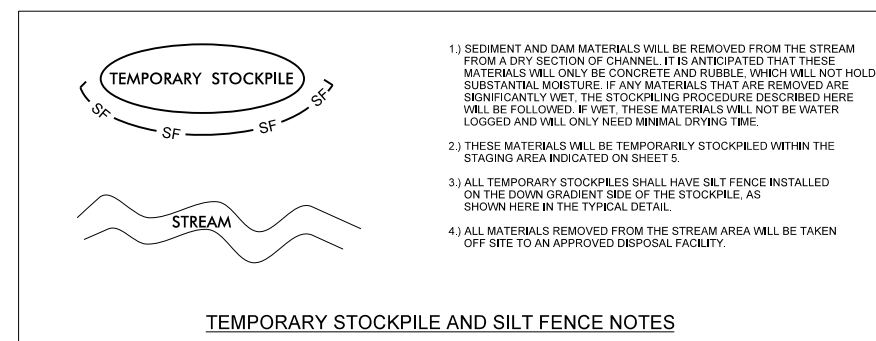 TEMPORARY STOCKPILE
SF SF SF SF
STREAM
1.) SEDIMENT AND DAM MATERIALS WILL BE REMOVED FROM THE STREAM
FROM A DRY SECTION OF CHANNEL. IT IS ANTICIPATED THAT THESE
MATERIALS WILL ONLY BE CONCRETE AND RUBBLE, WHICH WILL NOT HOLD
SUBSTANTIAL MOISTURE. IF ANY MATERIALS THAT ARE REMOVED ARE
SIGNIFICANTLY WET, THE STOCKPILING PROCEDURE DESCRIBED HERE
WILL BE FOLLOWED. IF WET, THESE MATERIALS WILL NOT BE WATER
LOGGED AND WILL ONLY NEED MINIMAL DRYING TIME.
2.) THESE MATERIALS WILL BE TEMPORARILY STOCKPILED WITHIN THE
STAGING AREA INDICATED ON SHEET 5.
3.) ALL TEMPORARY STOCKPILES SHALL HAVE SILT FENCE INSTALLED
ON THE DOWN GRADIENT SIDE OF THE STOCKPILE, AS
SHOWN HERE IN THE TYPICAL DETAIL.
4.) ALL MATERIALS REMOVED FROM THE STREAM AREA WILL BE TAKEN
OFF SITE TO AN APPROVED DISPOSAL FACILITY.
TEMPORARY STOCKPILE AND SILT FENCE NOTES